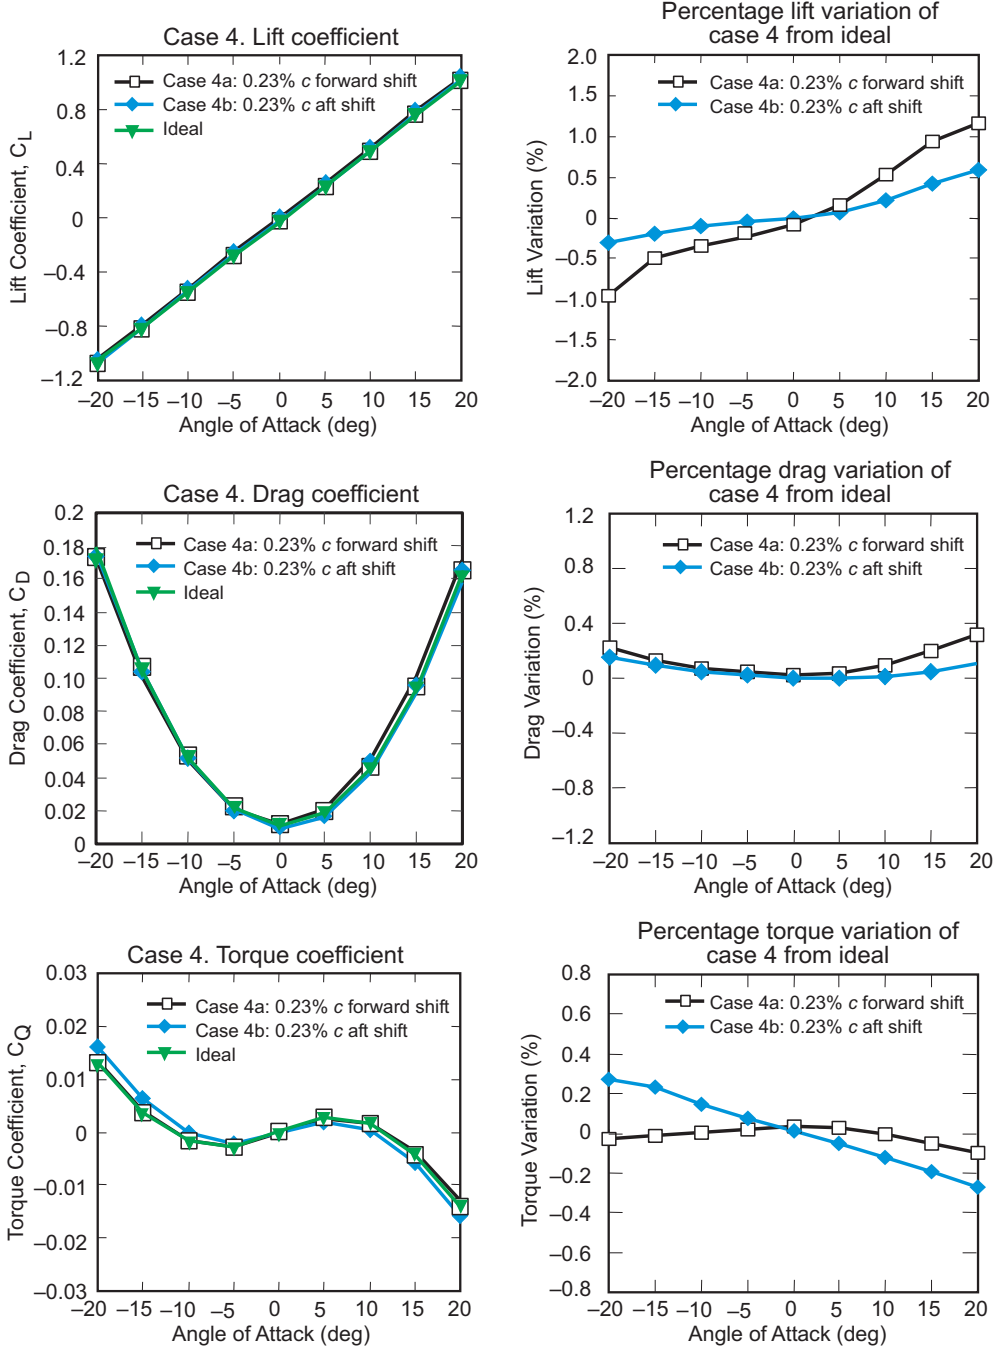 Case 4. Lift coefficient
1.2
0.8
0.4
0
–0.4
–0.8
–1.2
Lift Coefficient, CL
Case 4a: 0.23% c forward shift
Case 4b: 0.23% c aft shift
Ideal
–20 –15 –10 –5 0 5 10 15 20
Angle of Attack (deg)
Percentage lift variation of
case 4 from ideal
2.0
1.5
1.0
0.5
0
–0.5
–1.0
–1.5
–2.0
Lift Variation (%)
Case 4a: 0.23% c forward shift
Case 4b: 0.23% c aft shift
–20 –15 –10 –5 0 5 10 15 20
Angle of Attack (deg)
Case 4. Drag coefficient
0.2
0.18
0.16
0.14
0.12
0.10
0.08
0.06
0.04
0.02
0
Drag Coefficient, CD
Case 4a: 0.23% c forward shift
Case 4b: 0.23% c aft shift
Ideal
–20 –15 –10 –5 0 5 10 15 20
Angle of Attack (deg)
Percentage drag variation of
case 4 from ideal
1.2
0.8
0.4
0
–0.4
–0.8
–1.2
Drag Variation (%)
Case 4a: 0.23% c forward shift
Case 4b: 0.23% c aft shift
–20 –15 –10 –5 0 5 10 15 20
Angle of Attack (deg)
Case 4. Torque coefficient
0.03
0.02
0.01
0
–0.01
–0.02
–0.03
Torque Coefficient, CQ
Case 4a: 0.23% c forward shift
Case 4b: 0.23% c aft shift
Ideal
–20 –15 –10 –5 0 5 10 15 20
Angle of Attack (deg)
Percentage torque variation of
case 4 from ideal
0.8
0.6
0.4
0.2
0
–0.2
–0.4
–0.6
–0.8
Torque Variation (%)
Case 4a: 0.23% c forward shift
Case 4b: 0.23% c aft shift
–20 –15 –10 –5 0 5 10 15 20
Angle of Attack (deg)